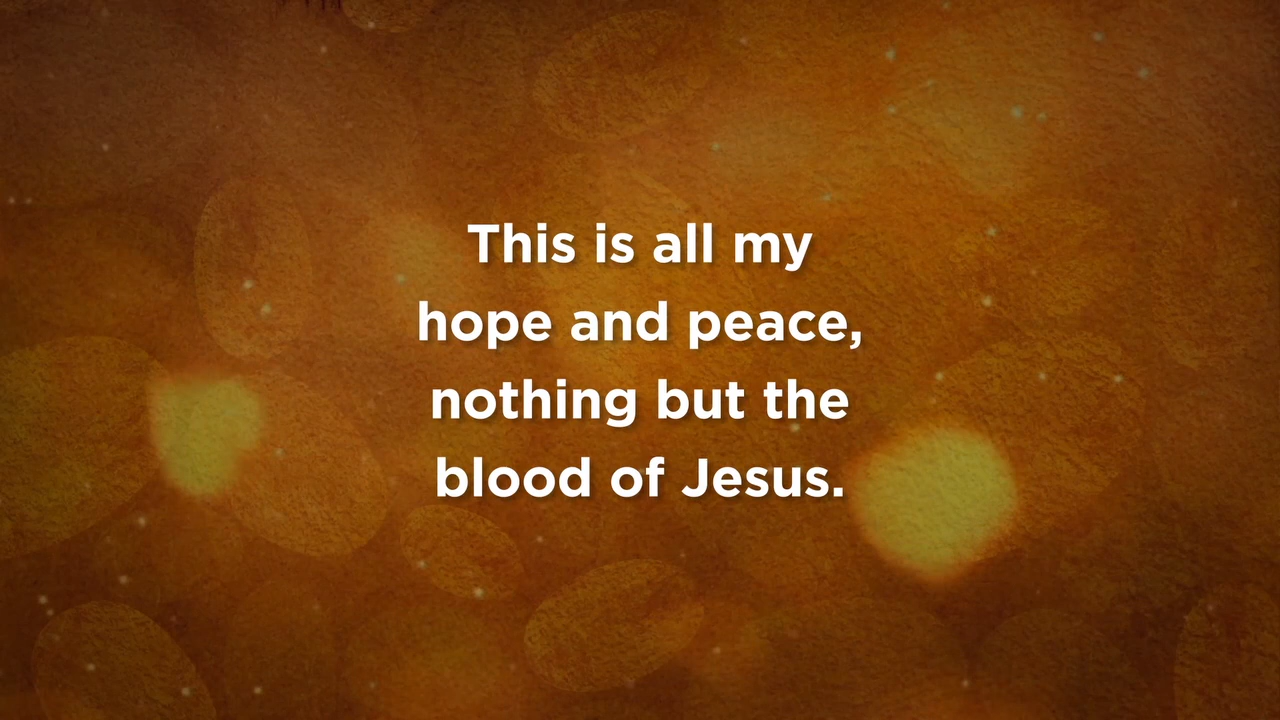 This is all my
hope and peace,
nothing but the
blood of Jesus.